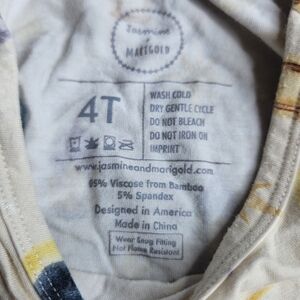 Jasmine
MARIGOLD
4T
WASH COLD
DRY GENTLE CYCLE
DO NOT BLEACH
DO NOT IRON ON
IMPRINT
www.jasmineandmarigold.com
95% Viscose from Bamboo
5% Spandex
Designed in America
Made in China
Wear Snug Fitting
Not Flame Resistant